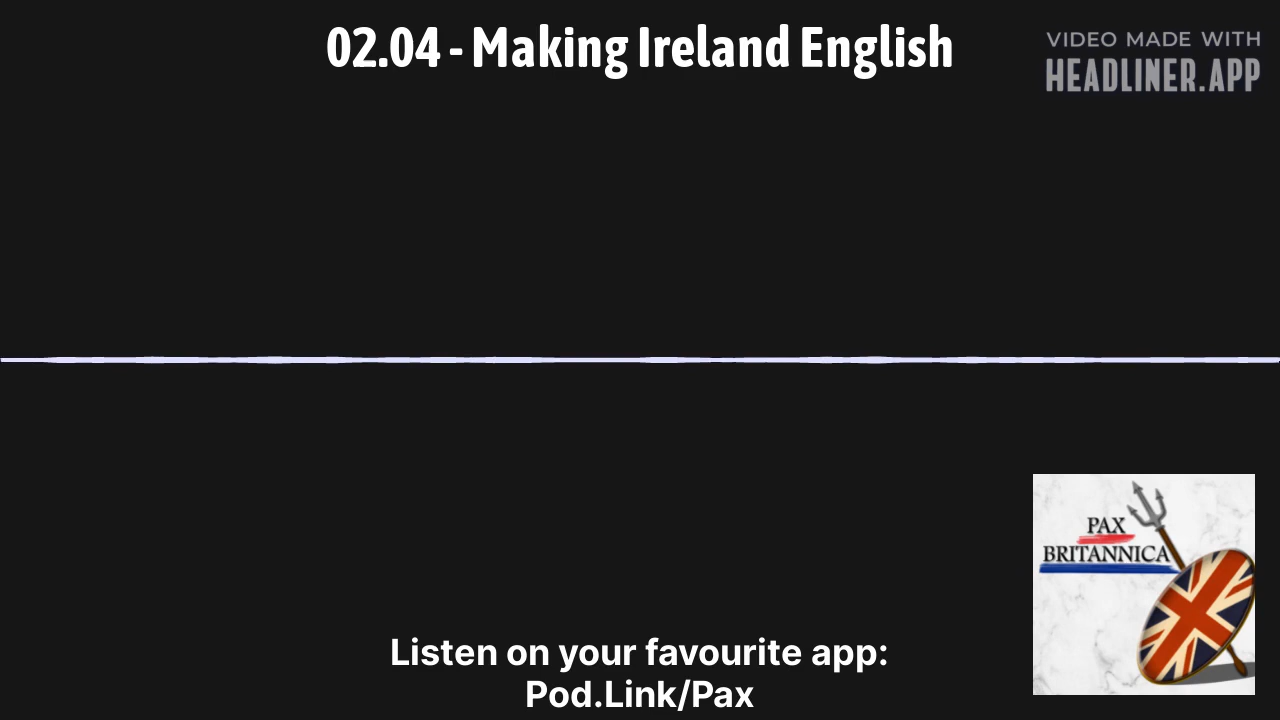 02.04 - Making Ireland English
VIDEO MADE WITH
HEADLINER.APP
PAX
BRITANNICA
Listen on your favourite app:
Pod.Link/Pax